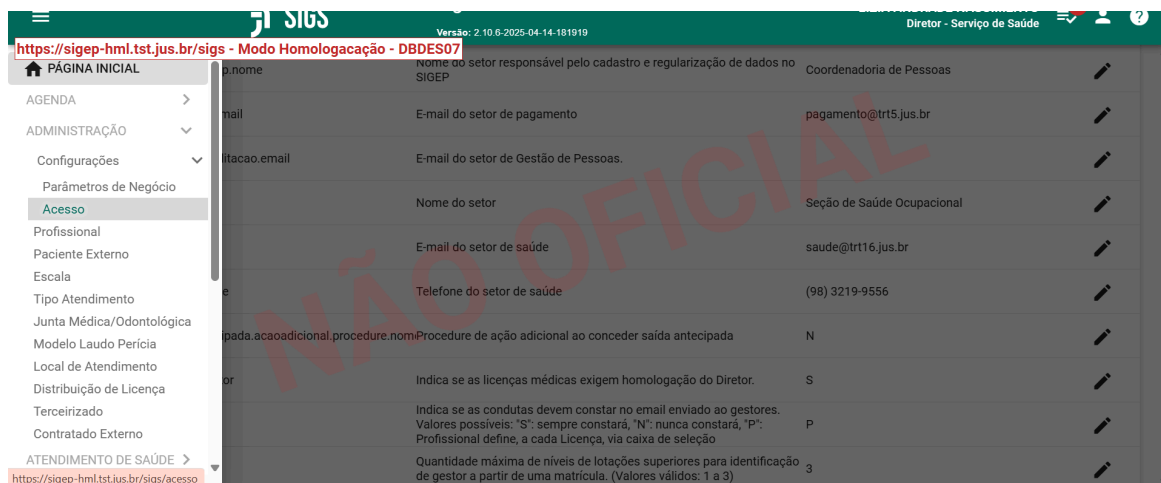 SIGS
Versão: 2.10.6-2025-04-14-181919
Diretor - Serviço de Saúde
https://sigep-hml.tst.jus.br/sigs - Modo Homologacação - DBDES07
PÁGINA INICIAL
AGENDA
ADMINISTRAÇÃO
Configurações
Parâmetros de Negócio
Acesso
Profissional
Paciente Externo
Escala
Tipo Atendimento
Junta Médica/Odontológica
Modelo Laudo Perícia
Local de Atendimento
Distribuição de Licença
Terceirizado
Contratado Externo
ATENDIMENTO DE SAÚDE
https://sigep-hml.tst.jus.br/sigs/acesso
p.nome
Nome do setor responsável pelo cadastro e regularização de dados no
SIGEP
Coordenadoria de Pessoas
mail
E-mail do setor de pagamento
pagamento@trt5.jus.br
litacao.email
E-mail do setor de Gestão de Pessoas.
Nome do setor
Seção de Saúde Ocupacional
E-mail do setor de saúde
saude@trt16.jus.br
e
Telefone do setor de saúde
(98) 3219-9556
ipada.acaoadicional.procedure.nome
Procedure de ação adicional ao conceder saída antecipada
N
or
Indica se as licenças médicas exigem homologação do Diretor.
S
Indica se as condutas devem constar no email enviado ao gestores.
Valores possíveis: "S": sempre constará, "N": nunca constará, "P":
Profissional define, a cada Licença, via caixa de seleção
P
Quantidade máxima de níveis de lotações superiores para identificação
de gestor a partir de uma matrícula. (Valores válidos: 1 a 3)
3
NÃO OFICIAL